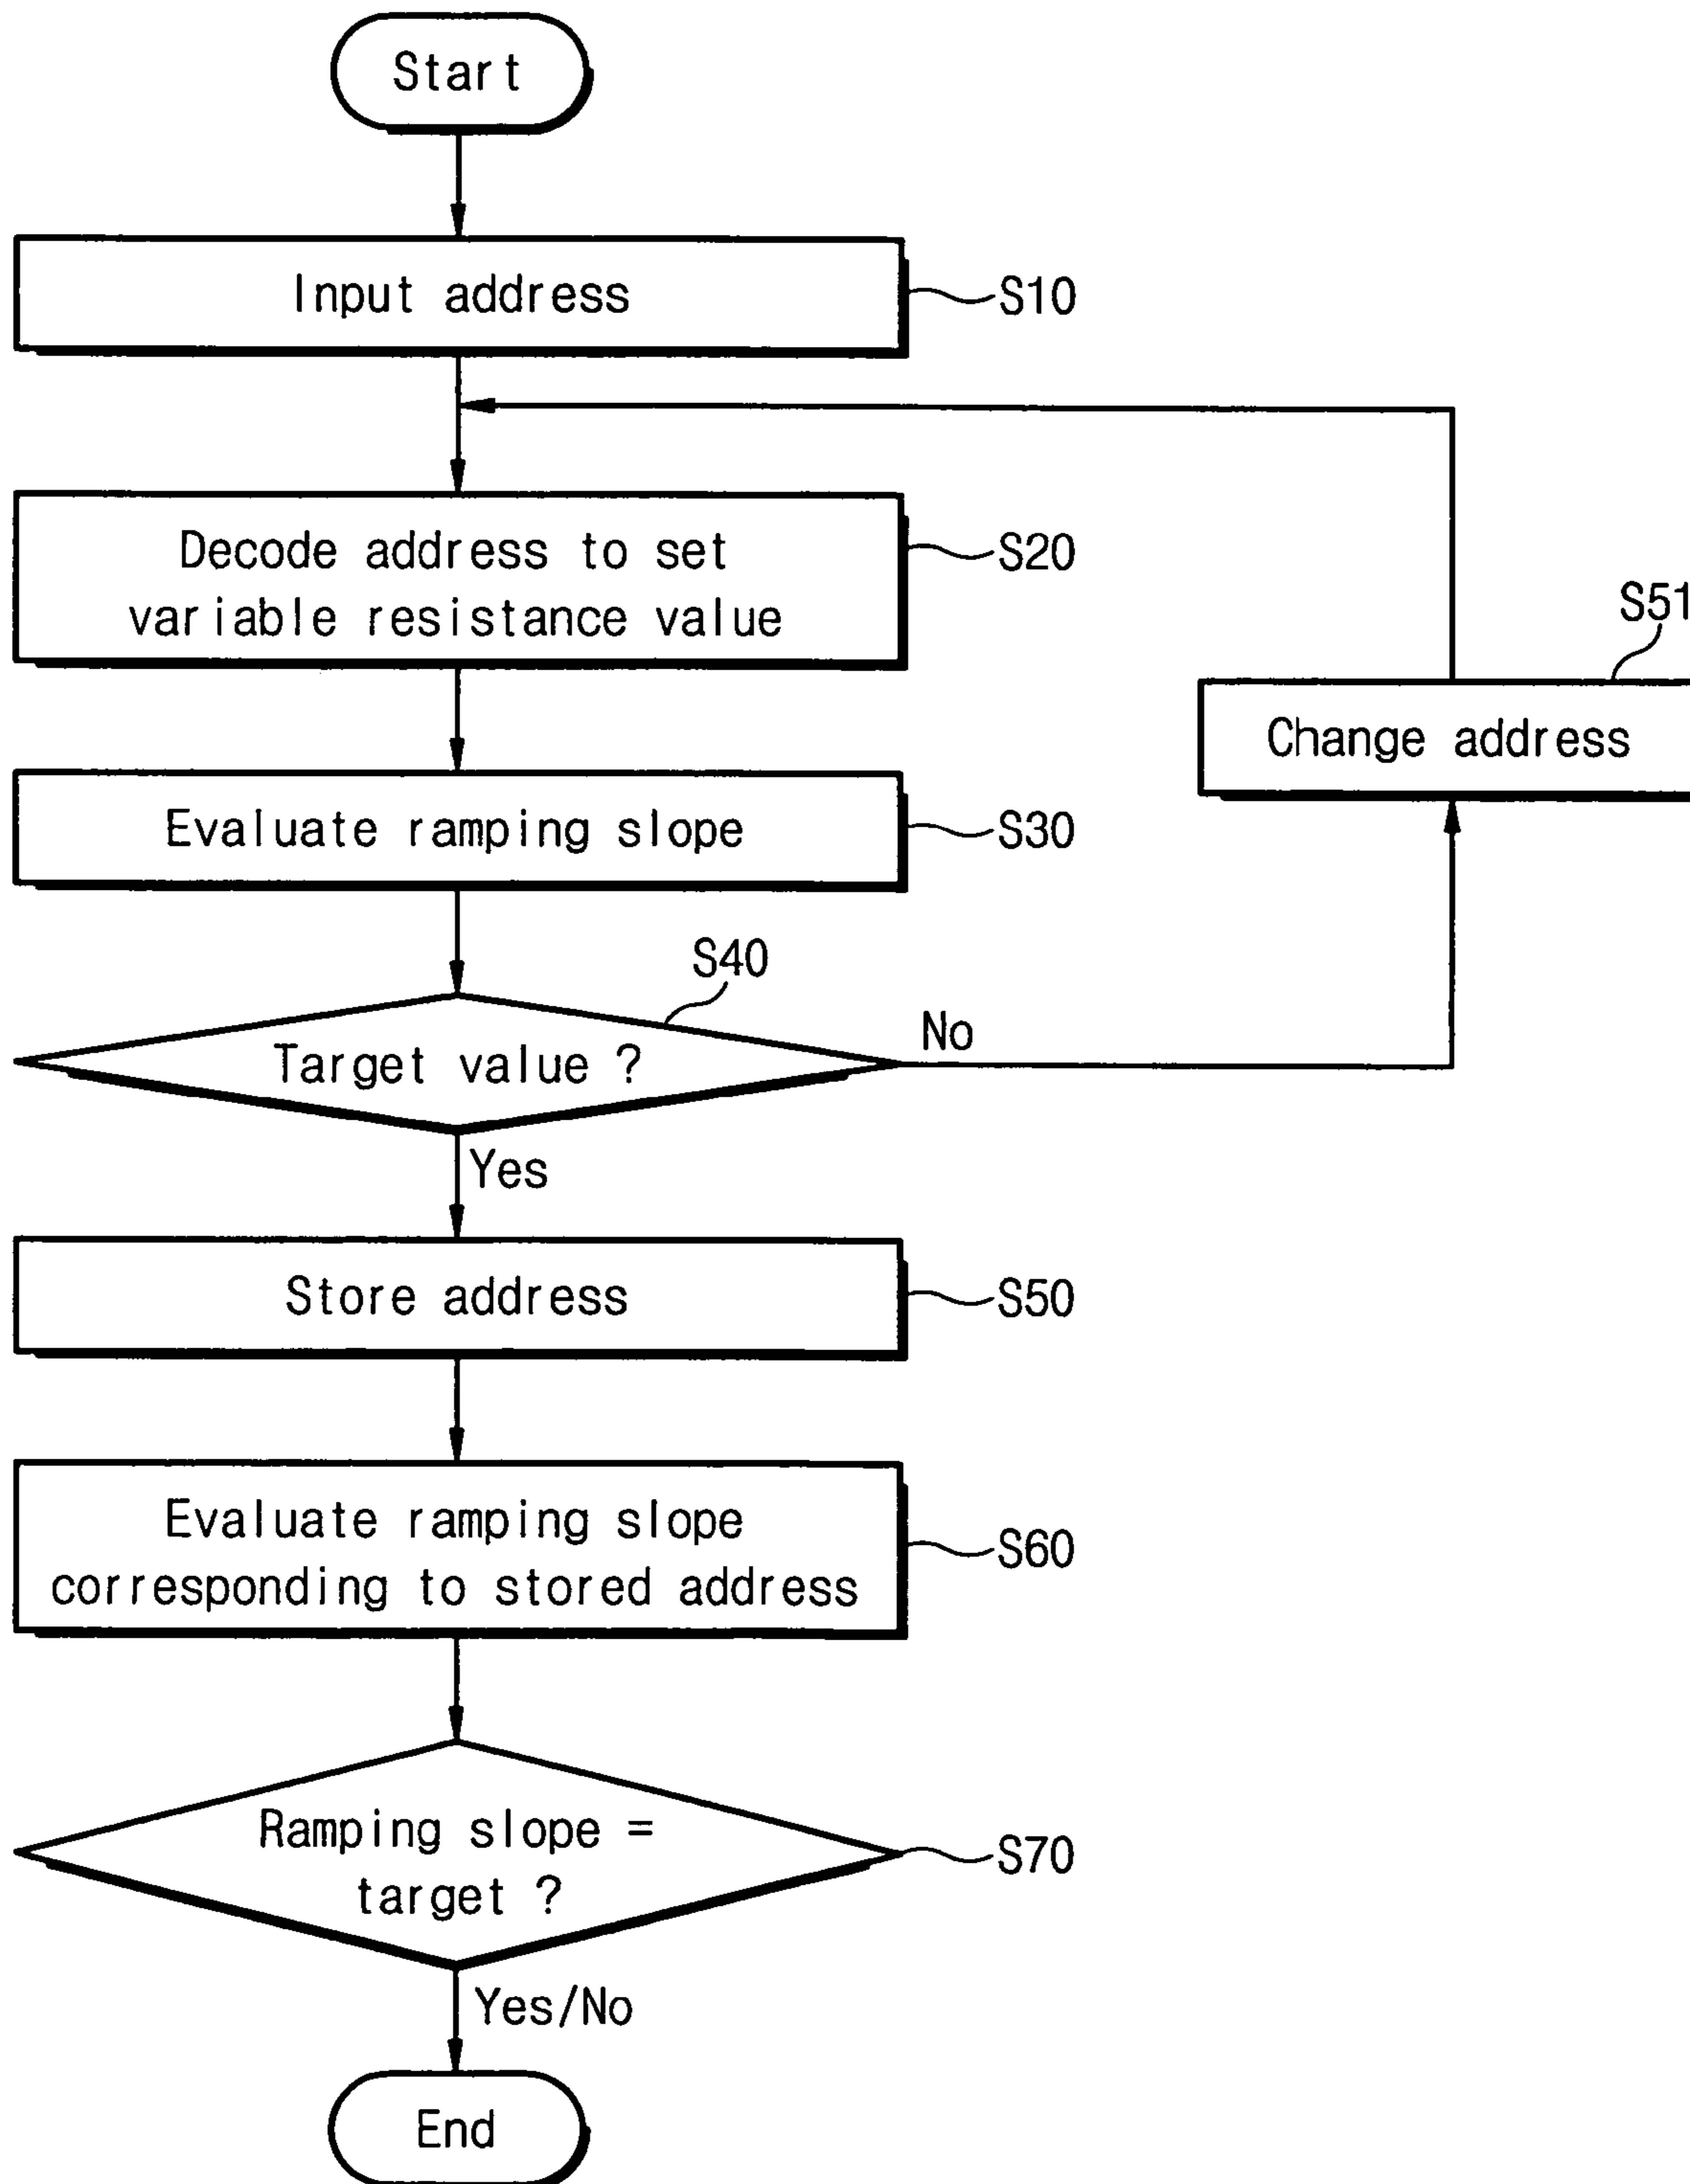 Start
Input address
S10
Decode address to set
variable resistance value
S20
S51
Change address
Evaluate ramping slope
S30
S40
Target value ?
No
Yes
Store address
S50
Evaluate ramping slope
corresponding to stored address
S60
Ramping slope =
target ?
S70
Yes/No
End